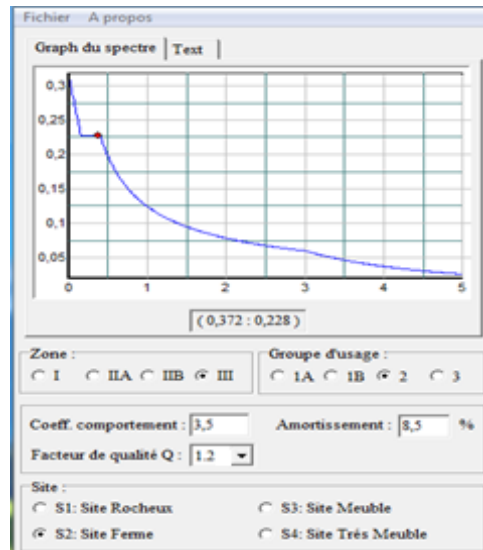 Fichier A propos
Graph du spectre Text
0,3
0,25
0,2
0,15
0,1
0,05
0 1 2 3 4 5
( 0,372 : 0,228 )
Zone : Groupe d'usage :
I IIA IIB III 1A 1B 2 3
Coeff. comportement : 3,5 Amortissement : 8,5 %
Facteur de qualité Q : 1.2
Site :
S1: Site Rocheux S3: Site Meuble
S2: Site Ferme S4: Site Trés Meuble